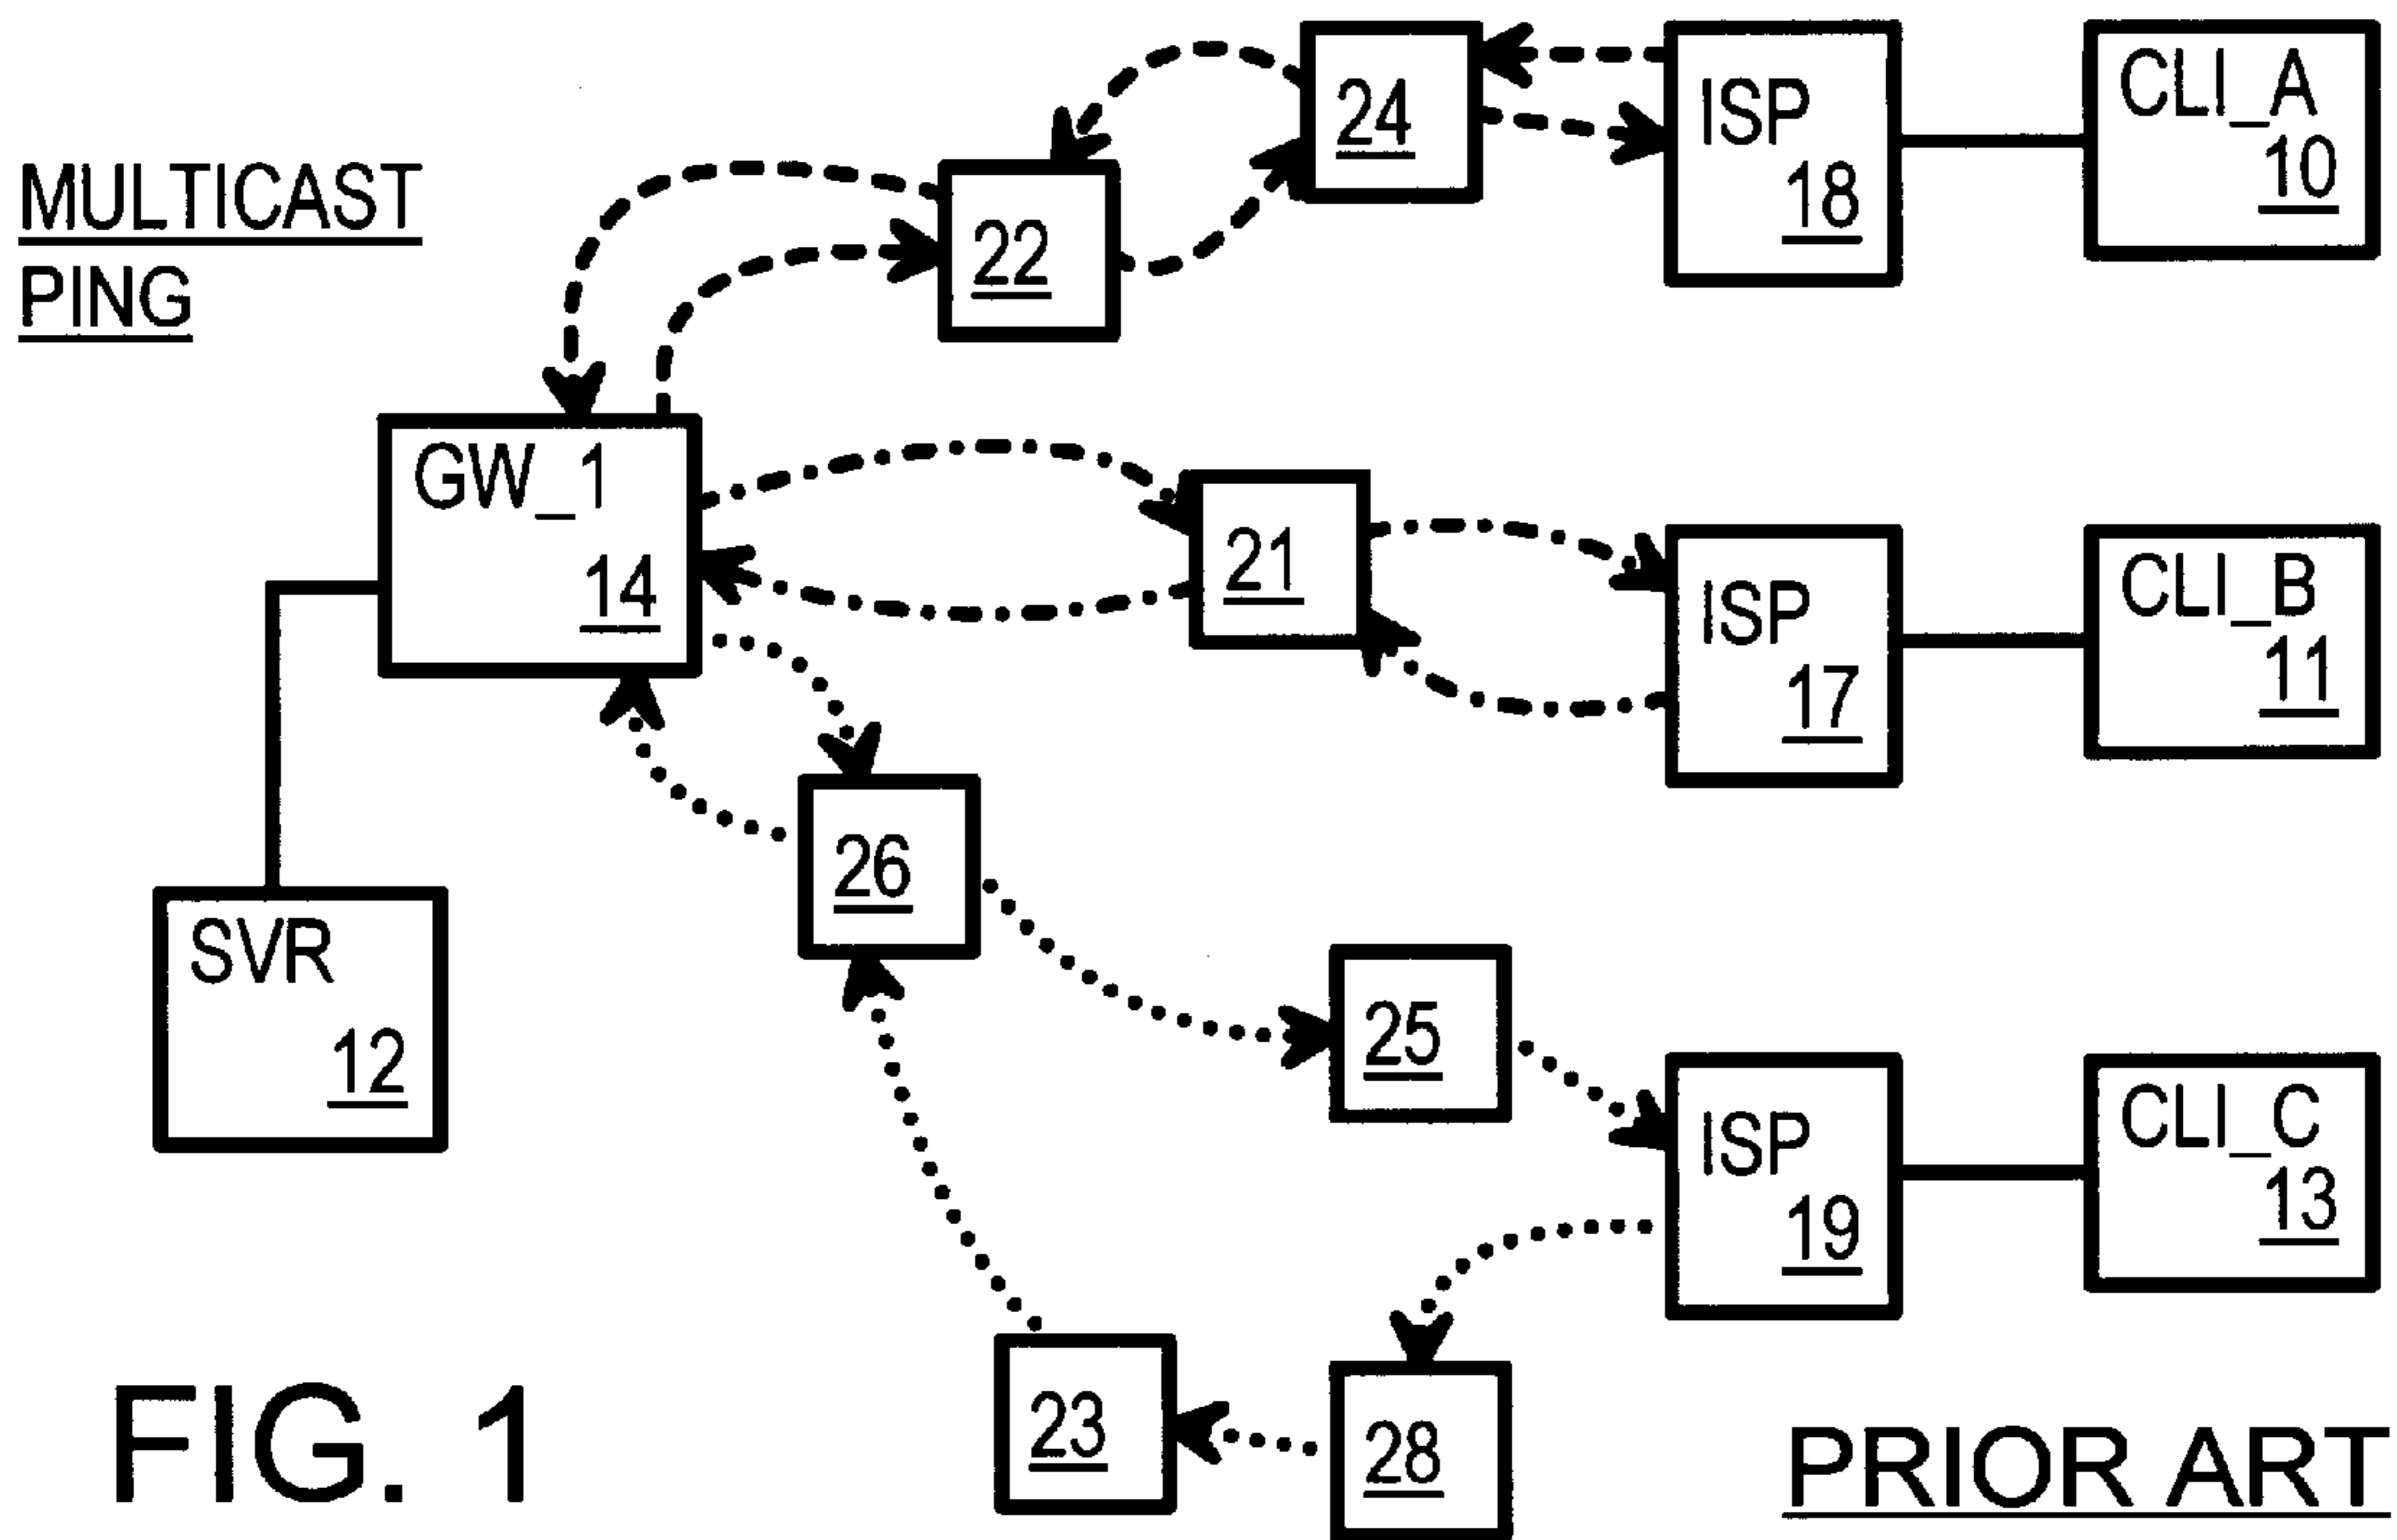 MULTICAST
PING
24
ISP
18
CLI_A
10
22
GW_1
14
21
ISP
17
CLI_B
11
26
SVR
12
25
ISP
19
CLI_C
13
23
28
FIG. 1
PRIOR ART